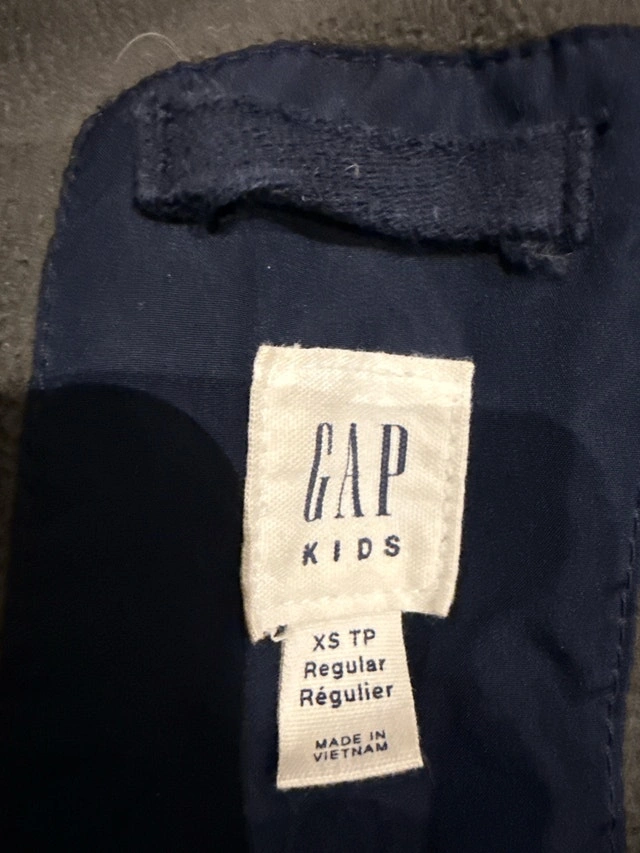 GAP
KIDS
XS TP
Regular
Régulier
MADE IN
VIETNAM